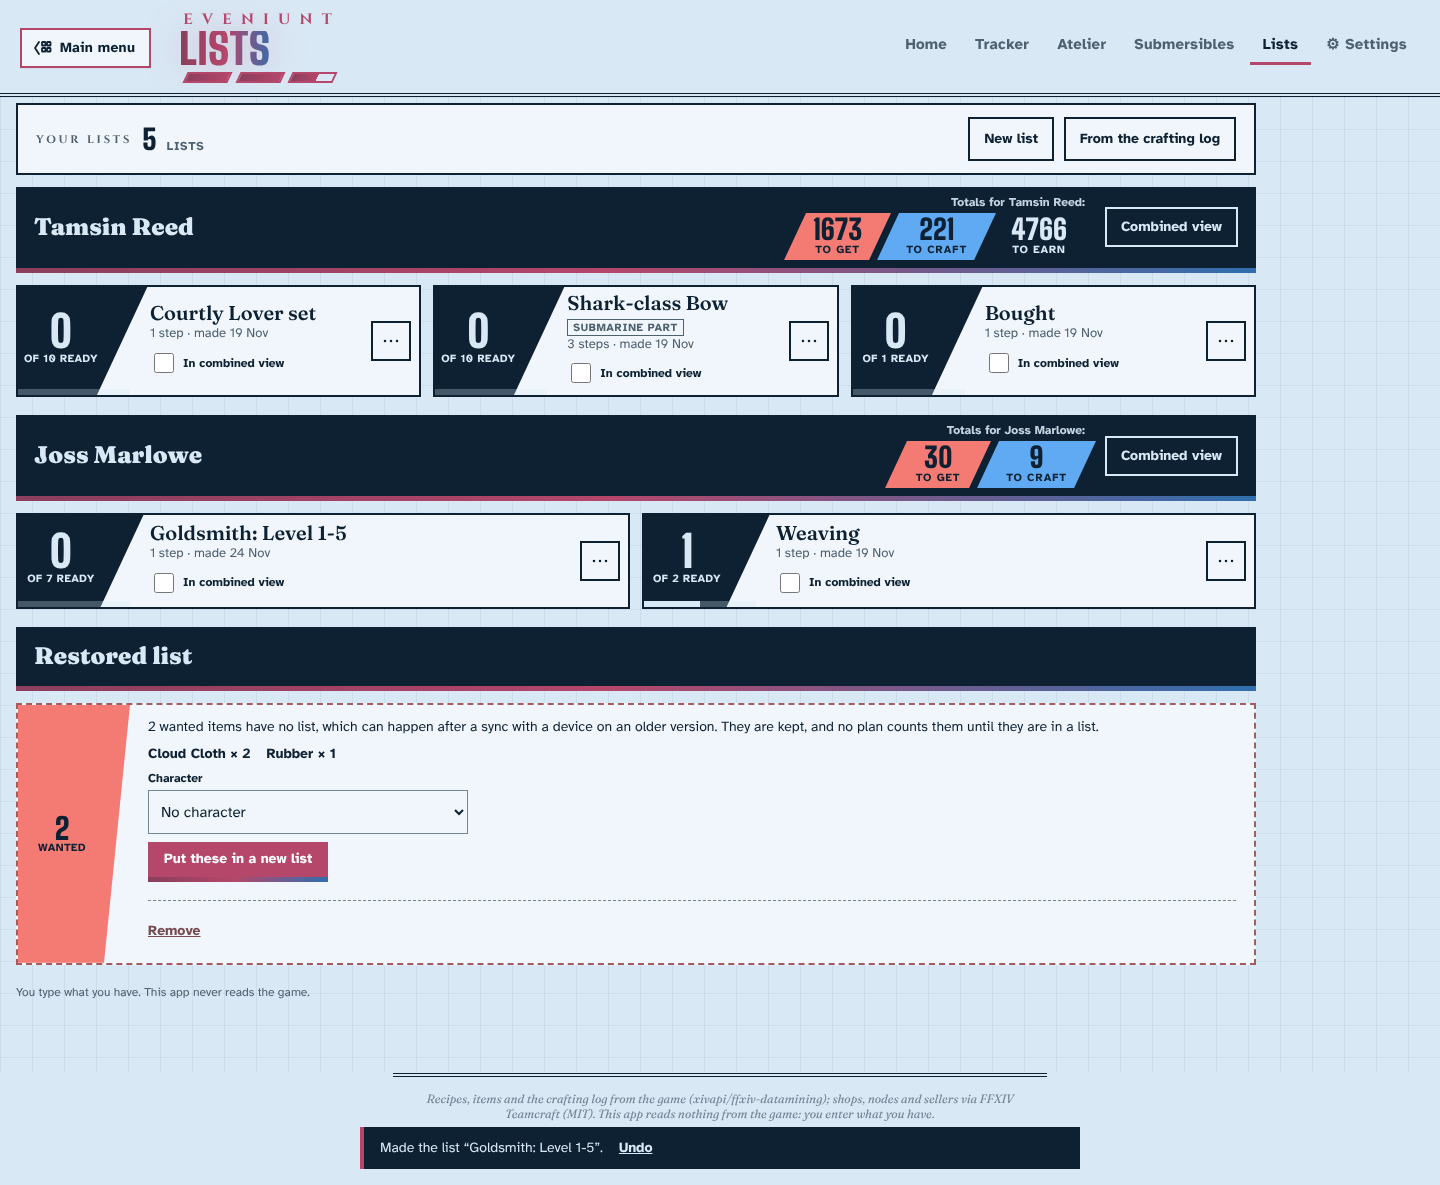 Main menu
EVENIUNT
LISTS
Home
Tracker
Atelier
Submersibles
Lists
⚙ Settings
YOUR LISTS 5 LISTS
New list
From the crafting log
Tamsin Reed
Totals for Tamsin Reed:
1673 TO GET
221 TO CRAFT
4766 TO EARN
Combined view
0
OF 10 READY
Courtly Lover set
1 step · made 19 Nov
In combined view
...
0
OF 10 READY
Shark-class Bow
SUBMARINE PART
3 steps · made 19 Nov
In combined view
...
0
OF 1 READY
Bought
1 step · made 19 Nov
In combined view
...
Joss Marlowe
Totals for Joss Marlowe:
30 TO GET
9 TO CRAFT
Combined view
0
OF 7 READY
Goldsmith: Level 1-5
1 step · made 24 Nov
In combined view
...
1
OF 2 READY
Weaving
1 step · made 19 Nov
In combined view
...
Restored list
2
WANTED
2 wanted items have no list, which can happen after a sync with a device on an older version. They are kept, and no plan counts them until they are in a list.
Cloud Cloth × 2 Rubber × 1
Character
No character
Put these in a new list
Remove
You type what you have. This app never reads the game.
Recipes, items and the crafting log from the game (xivapi/ffxiv-datamining); shops, nodes and sellers via FFXIV
Teamcraft (MIT). This app reads nothing from the game: you enter what you have.
Made the list “Goldsmith: Level 1-5”. Undo